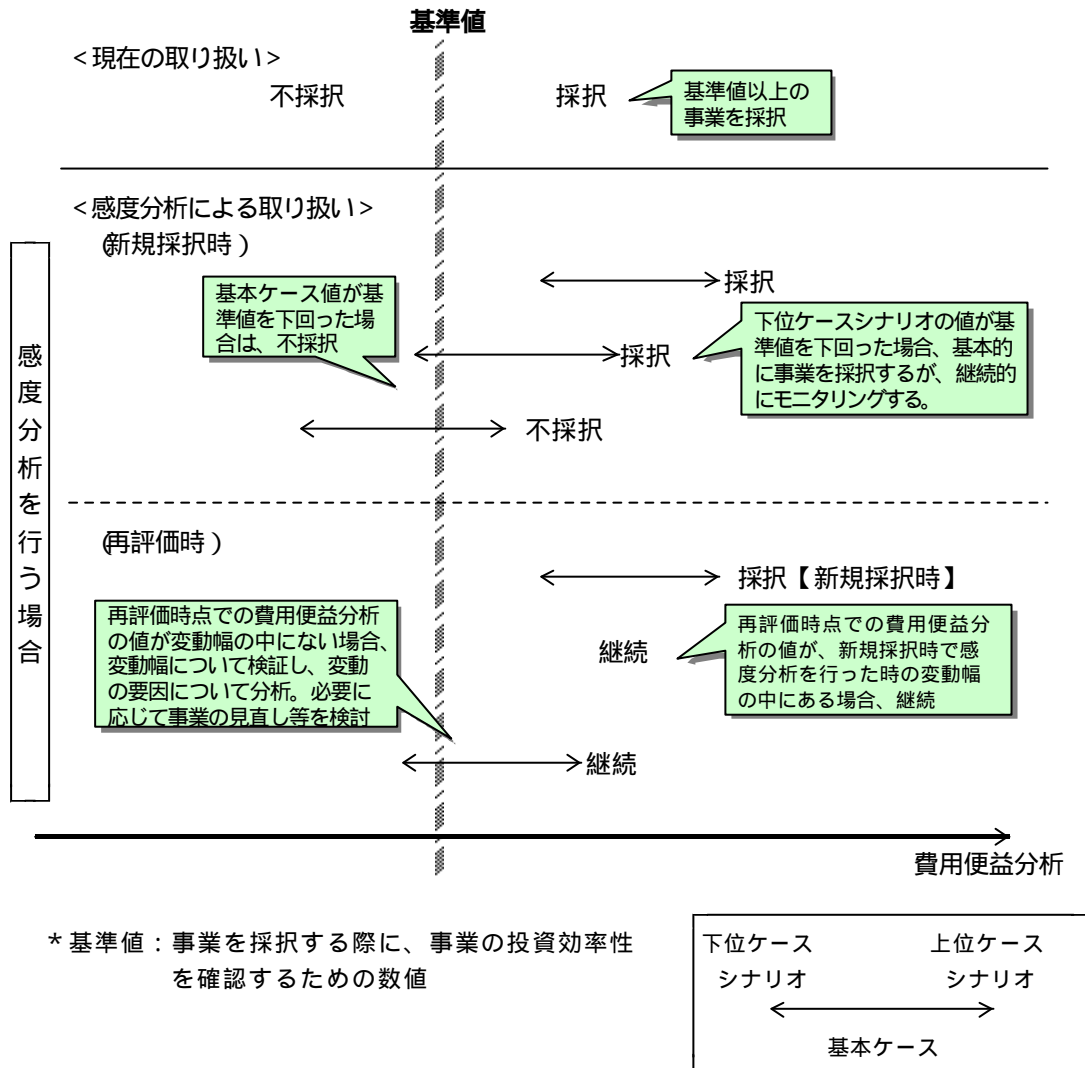 基準値
＜現在の取り扱い＞
不採択
採択
基準値以上の
事業を採択
＜感度分析による取り扱い＞
(新規採択時）
採択
基本ケース値が基
準値を下回った場
合は、不採択
下位ケースシナリオの値が基
準値を下回った場合、基本的
に事業を採択するが、継続的
にモニタリングする。
採択
不採択
感度分析を行う場合
(再評価時）
採択【新規採択時】
再評価時点での費用便益分析
の値が変動幅の中にない場合、
変動幅について検証し、変動
の要因について分析。必要に
応じて事業の見直し等を検討
継続
再評価時点での費用便益分
析の値が、新規採択時で感
度分析を行った時の変動幅
の中にある場合、継続
継続
費用便益分析
＊基準値：事業を採択する際に、事業の投資効率性
を確認するための数値
下位ケース
シナリオ
上位ケース
シナリオ
基本ケース